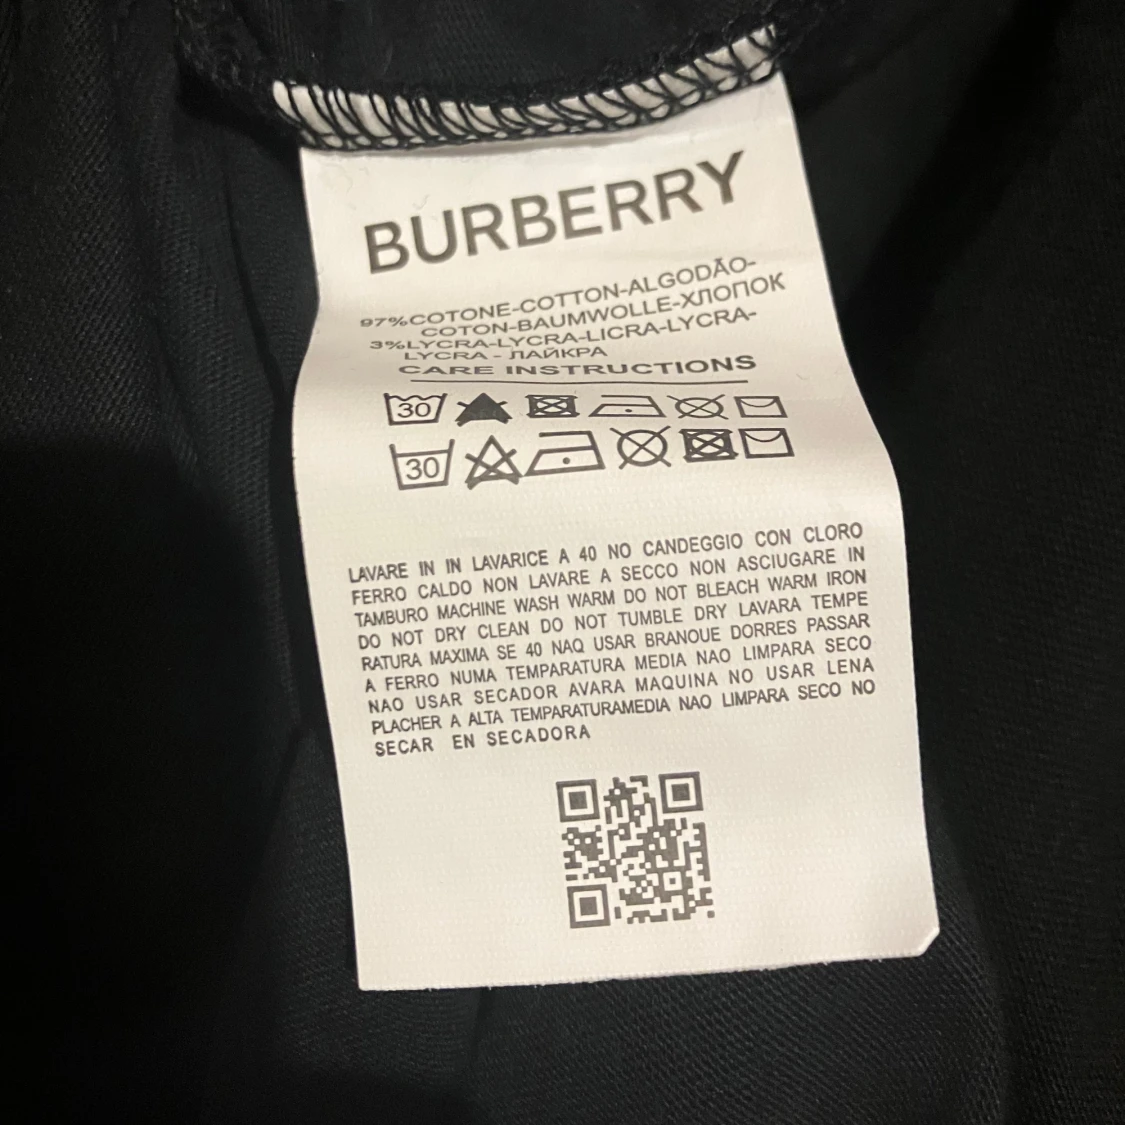 BURBERRY
97%COTONE-COTTON-ALGODÃO-
COTON-BAUMWOLLE-ХЛОПОК
3%LYCRA-LYCRA-LICRA-LYCRA-
LYCRA - ЛАЙКРА
CARE INSTRUCTIONS
30
30
LAVARE IN IN LAVARICE A 40 NO CANDEGGIO CON CLORO
FERRO CALDO NON LAVARE A SECCO NON ASCIUGARE IN
TAMBURO MACHINE WASH WARM DO NOT BLEACH WARM IRON
DO NOT DRY CLEAN DO NOT TUMBLE DRY LAVARA TEMPE
RATURA MAXIMA SE 40 NAQ USAR BRANOUE DORRES PASSAR
A FERRO NUMA TEMPARATURA MEDIA NAO LIMPARA SECO
NAO USAR SECADOR AVARA MAQUINA NO USAR LENA
PLACHER A ALTA TEMPARATURAMEDIA NAO LIMPARA SECO NO
SECAR EN SECADORA